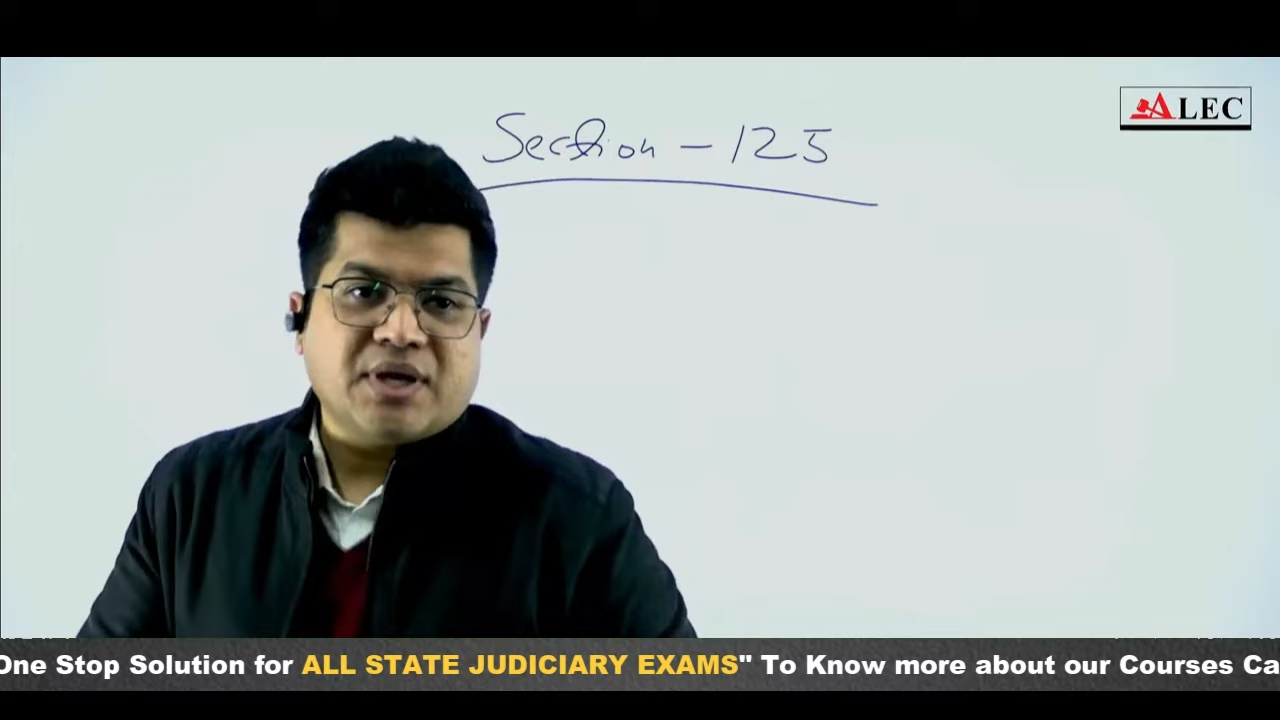 Section - 125
ALEC
One Stop Solution for ALL STATE JUDICIARY EXAMS" To Know more about our Courses Ca